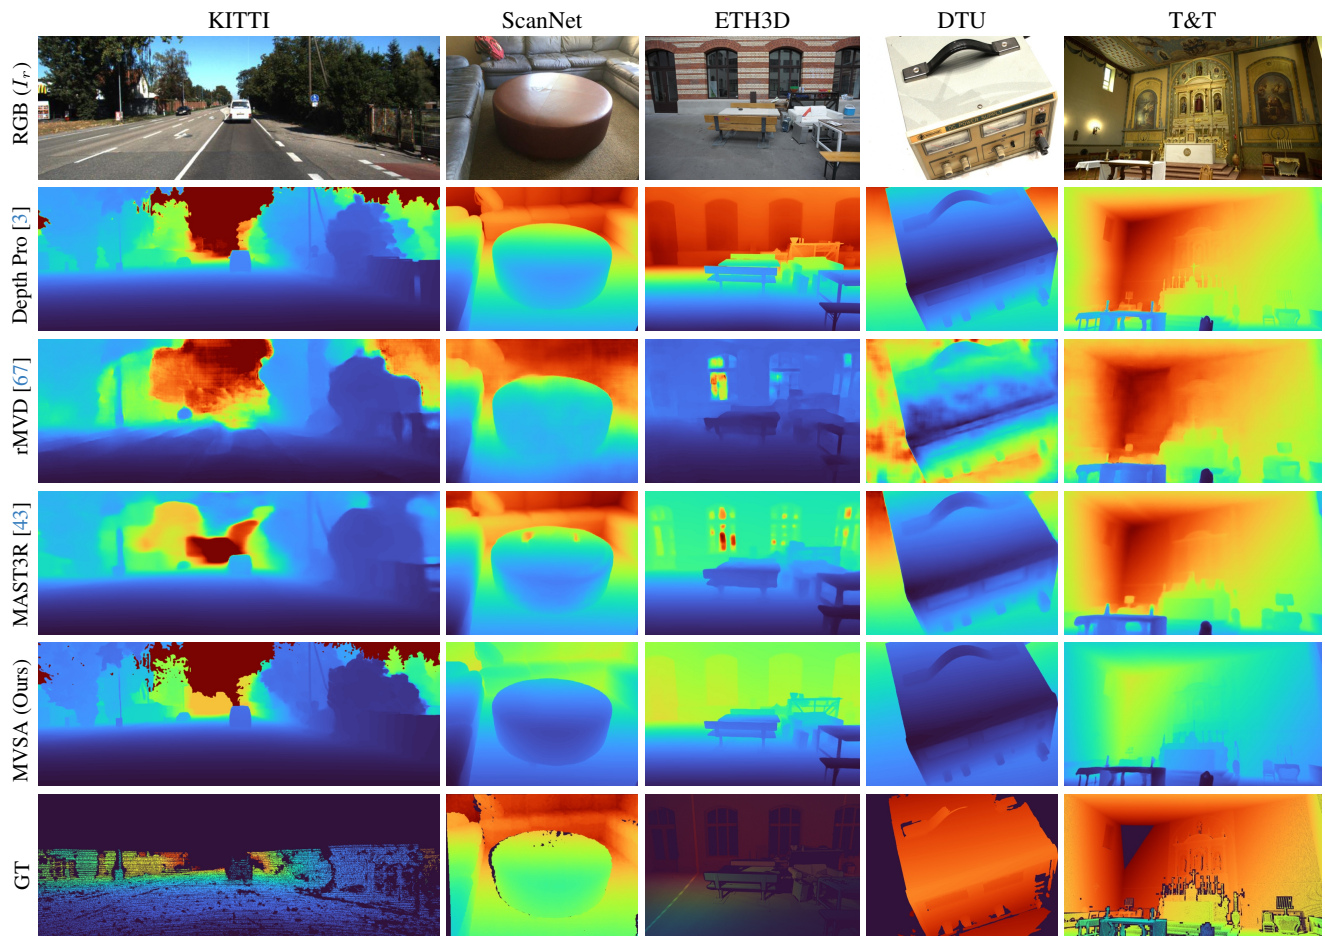 KITTI ScanNet ETH3D DTU T&T
RGB (I_r)
Depth Pro [3]
rMVD [67]
MAST3R [43]
MVSA (Ours)
GT